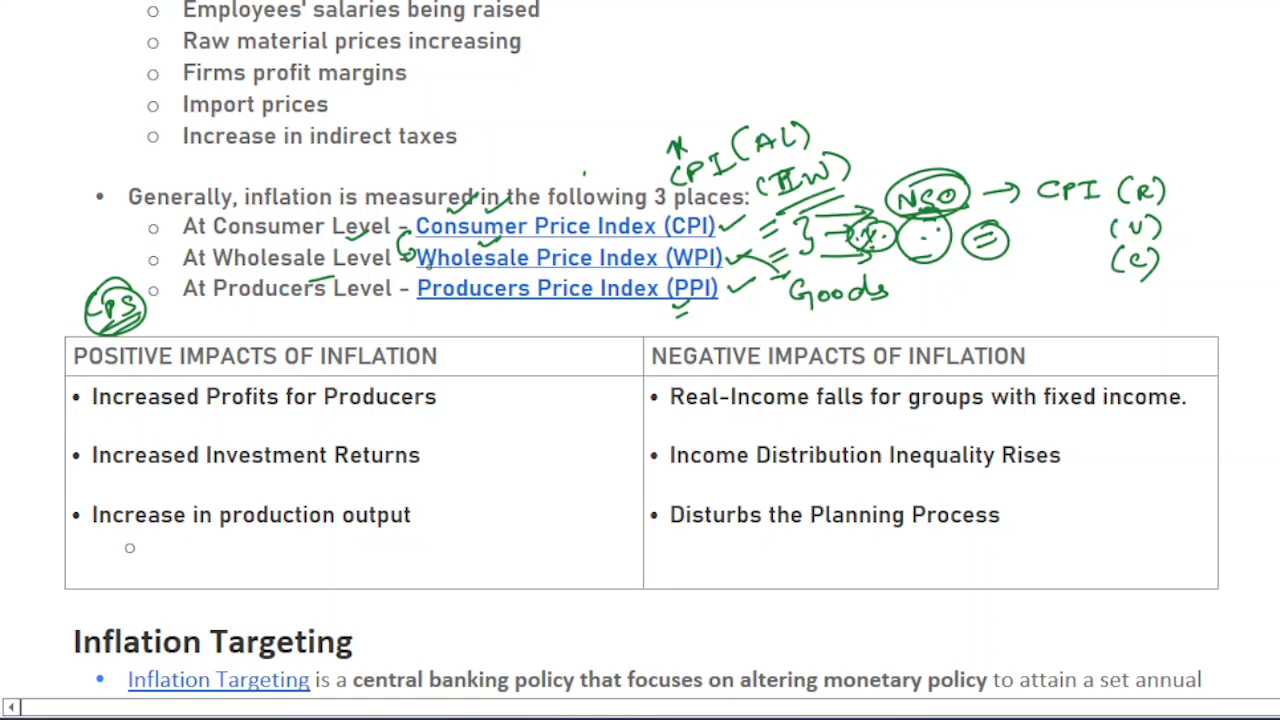 ○ Employees' salaries being raised
○ Raw material prices increasing
○ Firms profit margins
○ Import prices
○ Increase in indirect taxes
CPI (AL)
(IW)
• Generally, inflation is measured in the following 3 places:
NSO → CPI (R)
(U)
(C)
○ At Consumer Level - Consumer Price Index (CPI)
○ At Wholesale Level - Wholesale Price Index (WPI)
○ At Producers Level - Producers Price Index (PPI)
Goods
CPS
POSITIVE IMPACTS OF INFLATION
• Increased Profits for Producers
• Increased Investment Returns
• Increase in production output
○
NEGATIVE IMPACTS OF INFLATION
• Real-Income falls for groups with fixed income.
• Income Distribution Inequality Rises
• Disturbs the Planning Process
Inflation Targeting
• Inflation Targeting is a central banking policy that focuses on altering monetary policy to attain a set annual